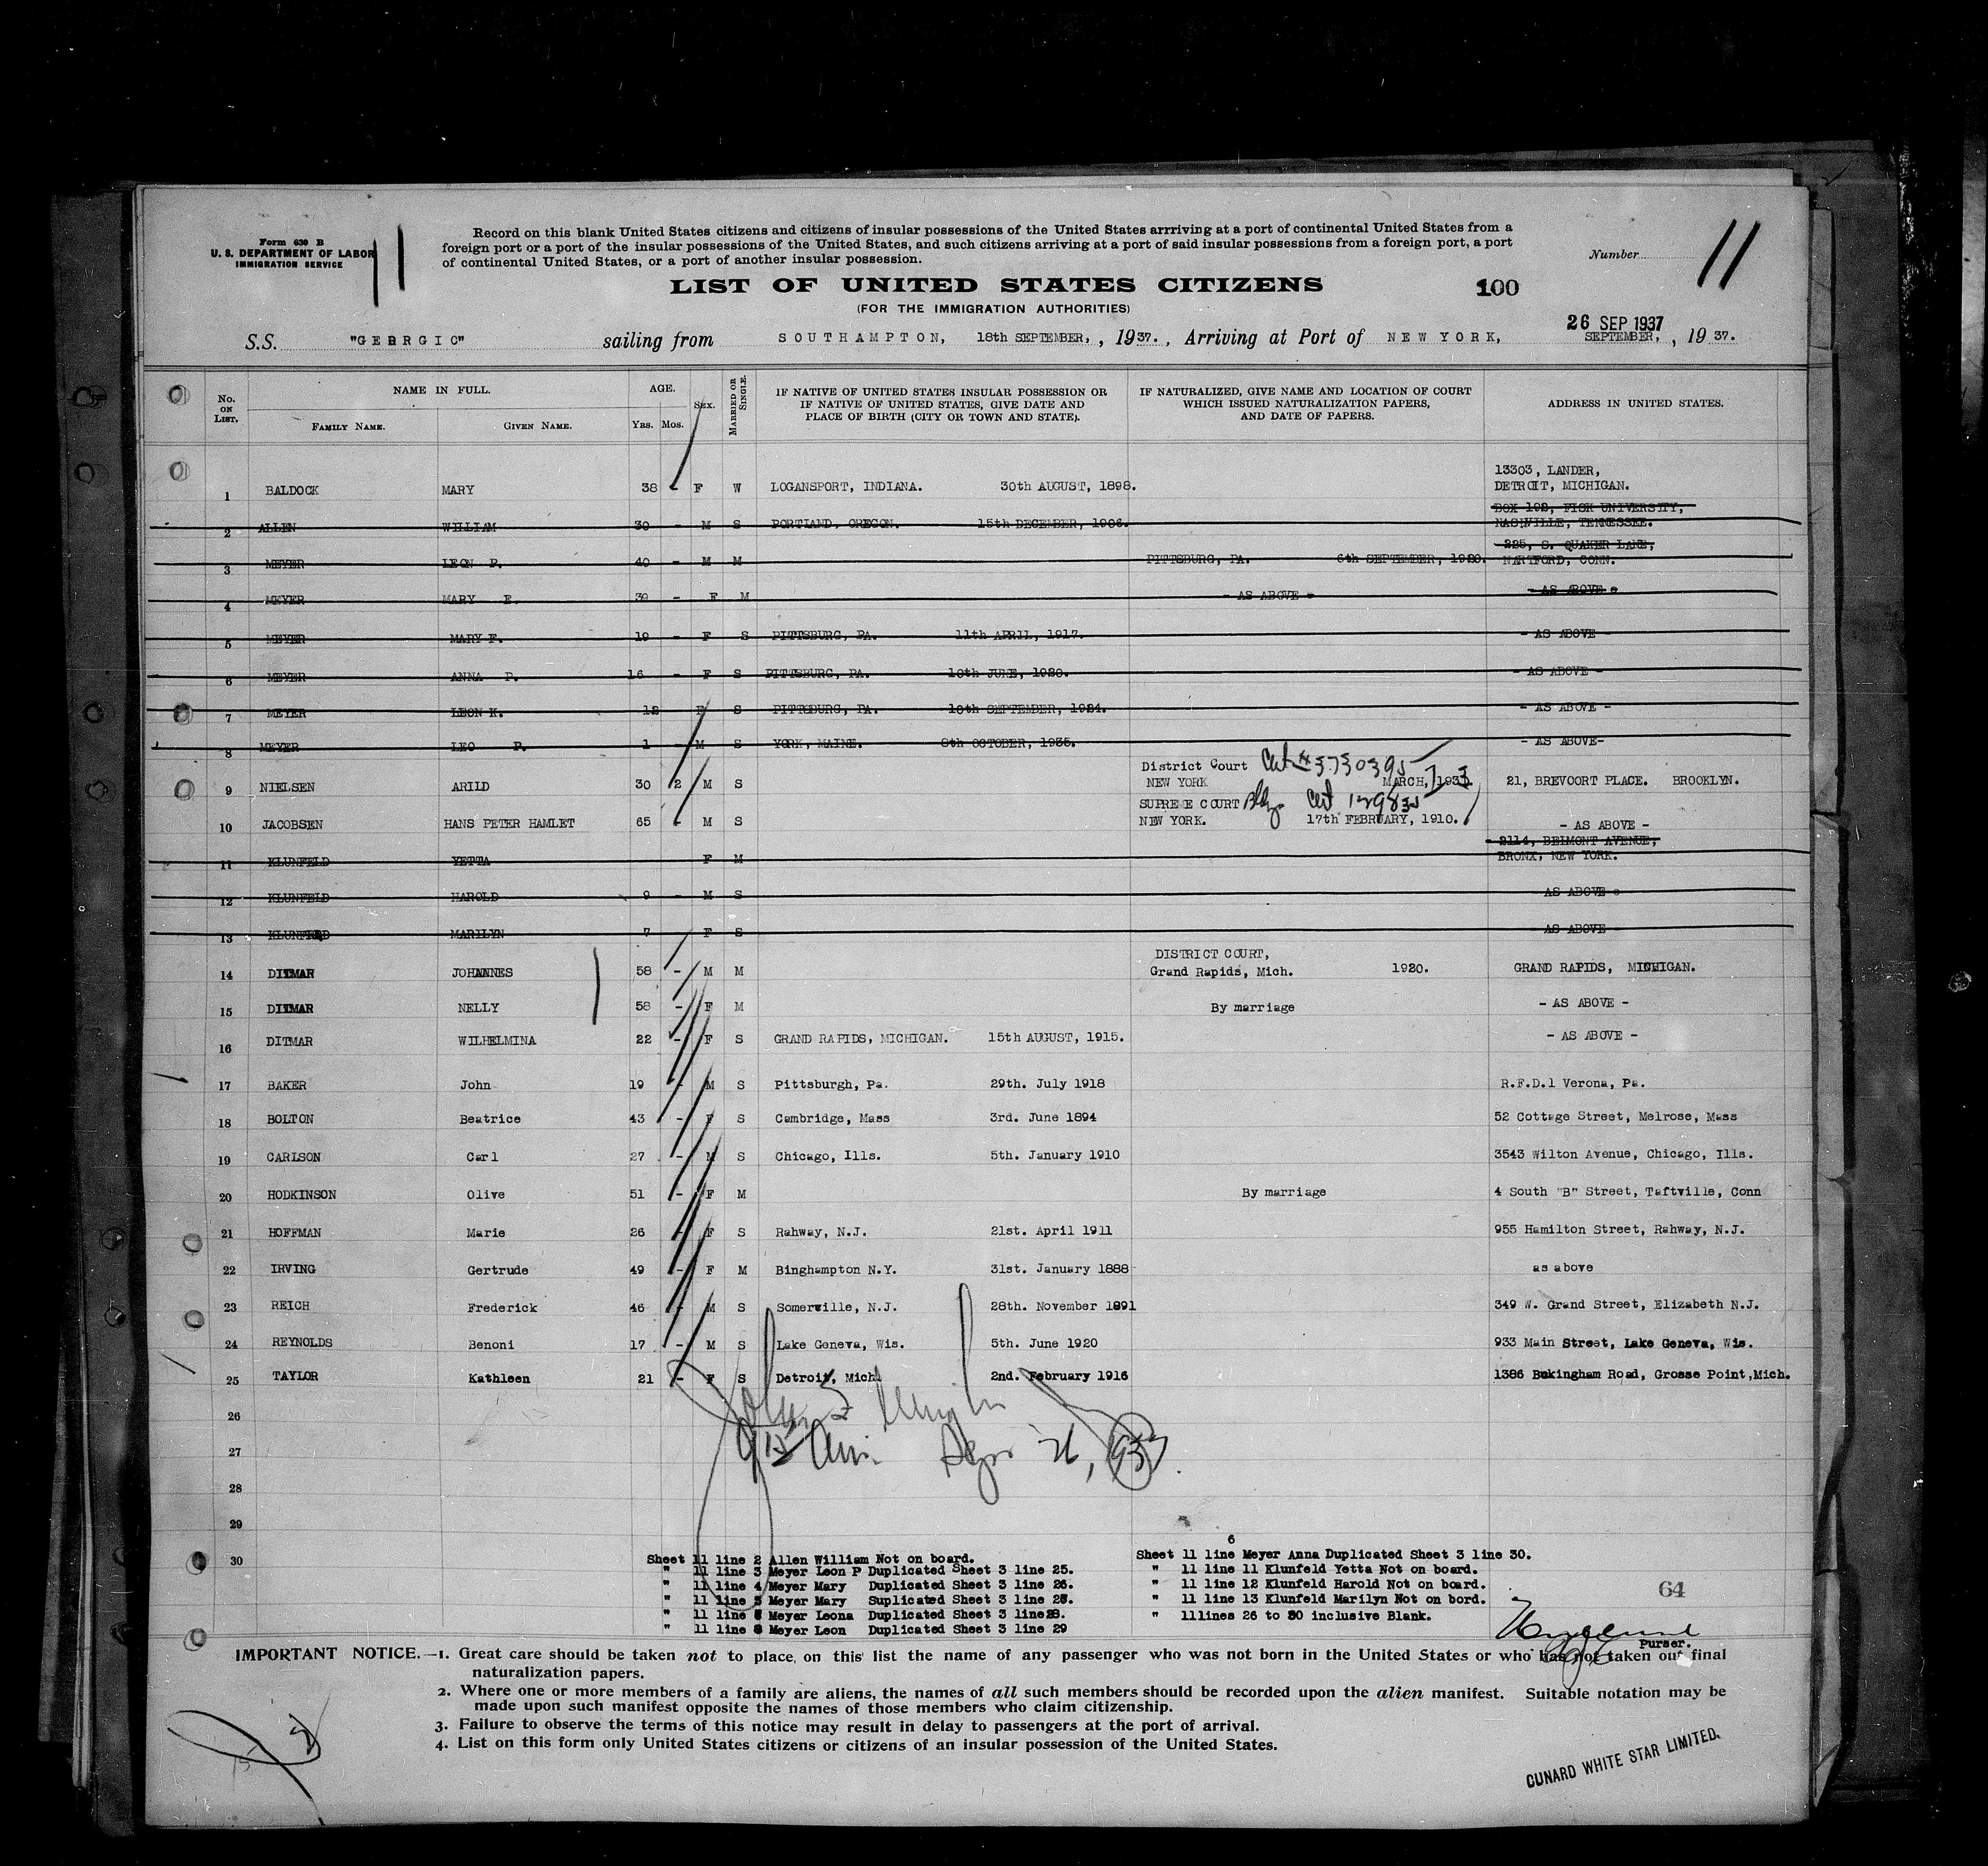 Form 630 B
U. S. DEPARTMENT OF LABOR
IMMIGRATION SERVICE
11
Record on this blank United States citizens and citizens of insular possessions of the United States arrriving at a port of continental United States from a
foreign port or a port of the insular possessions of the United States, and such citizens arriving at a port of said insular possessions from a foreign port, a port
of continental United States, or a port of another insular possession.
Number
11
LIST OF UNITED STATES CITIZENS
100
(FOR THE IMMIGRATION AUTHORITIES)
26 SEP 1937
S.S. "GEORGIC" sailing from SOUTHAMPTON, 18th SEPTEMBER, , 1937. , Arriving at Port of NEW YORK, SEPTEMBER, , 1937.
No. ON LIST. NAME IN FULL. FAMILY NAME. GIVEN NAME. AGE. YRS. MOS. SEX. MARRIED OR SINGLE. IF NATIVE OF UNITED STATES INSULAR POSSESSION OR IF NATIVE OF UNITED STATES, GIVE DATE AND PLACE OF BIRTH (CITY OR TOWN AND STATE). IF NATURALIZED, GIVE NAME AND LOCATION OF COURT WHICH ISSUED NATURALIZATION PAPERS, AND DATE OF PAPERS. ADDRESS IN UNITED STATES.
13303, LANDER,
1 BALDOCK MARY 38 - F W LOGANSPORT, INDIANA. 30th AUGUST, 1898. DETROIT, MICHIGAN.
BOX 192, FISK UNIVERSITY,
2 ALLEN WILLIAM 30 - M S PORTLAND, OREGON. 15th DECEMBER, 1906. NASHVILLE, TENNESSEE.
225, S. QUAKER LANE,
3 MEYER LEON P. 40 - M M PITTSBURG, PA. 6th SEPTEMBER, 1920. HARTFORD, CONN.
4 MEYER MARY E. 39 - F M - AS ABOVE - - AS ABOVE -
5 MEYER MARY F. 19 - F S PITTSBURG, PA. 11th APRIL, 1917. - AS ABOVE -
6 MEYER ANNA P. 16 - F S PITTSBURG, PA. 10th JUNE, 1920. - AS ABOVE -
7 MEYER LEON K. 12 S PITTSBURG, PA. 10th SEPTEMBER, 1924. - AS ABOVE -
8 MEYER LEO P. 1 - M S YORK, MAINE. 8th OCTOBER, 1935. - AS ABOVE-
District Court Cert #3730395
9 NIELSEN ARILD 30 2 M S NEW YORK MARCH, 193 21, BREVOORT PLACE. BROOKLYN.
SUPREME COURT Bklyn Cert
10 JACOBSEN HANS PETER HAMLET 65 - M S NEW YORK. 17th FEBRUARY, 1910. - AS ABOVE -
2114, BELMONT AVENUE,
11 KLUNFELD YETTA F M BRONX, NEW YORK.
12 KLUNFELD HAROLD 9 - M S - AS ABOVE -
13 KLUNFELD MARILYN 7 F S - AS ABOVE -
DISTRICT COURT,
14 DITMAR JOHANNES 58 - M M Grand Rapids, Mich. 1920. GRAND RAPIDS, MICHIGAN.
15 DITMAR NELLY 58 - F M By marriage - AS ABOVE -
16 DITMAR WILHELMINA 22 - F S GRAND RAPIDS, MICHIGAN. 15th AUGUST, 1915. - AS ABOVE -
17 BAKER John 19 - M S Pittsburgh, Pa. 29th. July 1918 R.F.D.1 Verona, Pa.
18 BOLTON Beatrice 43 - F S Cambridge, Mass 3rd. June 1894 52 Cottage Street, Melrose, Mass
19 CARLSON Carl 27 - M S Chicago, Ills. 5th. January 1910 3543 Wilton Avenue, Chicago, Ills.
20 HODKINSON Olive 51 - F M By marriage 4 South "B" Street, Taftville, Conn
21 HOFFMAN Marie 26 - F S Rahway, N.J. 21st. April 1911 955 Hamilton Street, Rahway, N.J.
22 IRVING Gertrude 49 - F M Binghampton N.Y. 31st. January 1888 as above
23 REICH Frederick 46 - M S Somerville, N.J. 28th. November 1891 349 W. Grand Street, Elizabeth N.J.
24 REYNOLDS Benoni 17 - M S Lake Geneva, Wis. 5th. June 1920 933 Main Street, Lake Geneva, Wis.
25 TAYLOR Kathleen 21 - F S Detroit, Mich. 2nd. February 1916 1386 Bukingham Road, Grosse Point,Mich.
26
27
28
29
30
Sheet 11 line 2 Allen William Not on board.
" 11 line 3 Meyer Leon P Duplicated Sheet 3 line 25.
" 11 line 4 Meyer Mary Duplicated Sheet 3 line 26.
" 11 line 5 Meyer Mary Suplicated Sheet 3 line 27.
" 11 line Meyer Leona Duplicated Sheet 3 line28.
" 11 line 8 Meyer Leon Duplicated Sheet 3 line 29
6
Sheet 11 line Meyer Anna Duplicated Sheet 3 line 30.
" 11 line 11 Klunfeld Yetta Not on board.
" 11 line 12 Klunfeld Harold Not on board.
" 11 line 13 Klunfeld Marilyn Not on bord.
" 11lines 26 to 30 inclusive Blank.
64
Purser.
IMPORTANT NOTICE.—1. Great care should be taken not to place, on this list the name of any passenger who was not born in the United States or who has not taken out final
naturalization papers.
2. Where one or more members of a family are aliens, the names of all such members should be recorded upon the alien manifest. Suitable notation may be
made upon such manifest opposite the names of those members who claim citizenship.
3. Failure to observe the terms of this notice may result in delay to passengers at the port of arrival.
4. List on this form only United States citizens or citizens of an insular possession of the United States.
CUNARD WHITE STAR LIMITED.